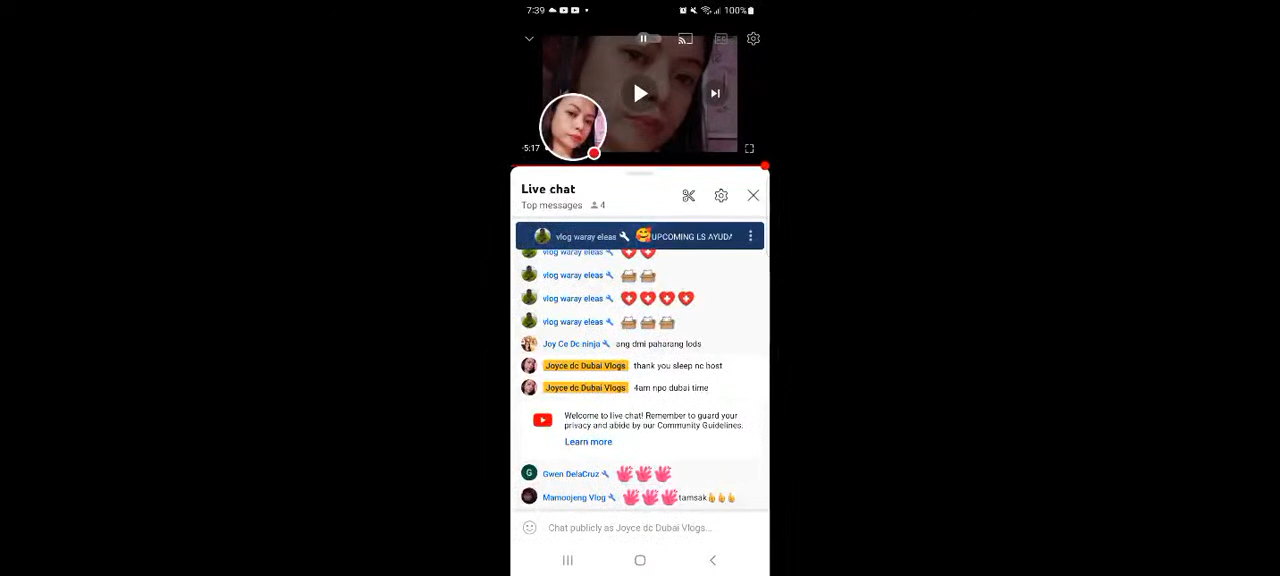 7:39
100%
-5:17
Live chat
Top messages 4
vlog waray eleas UPCOMING LS AYUDA
vlog waray eleas
vlog waray eleas
vlog waray eleas
vlog waray eleas
Joy Ce Dc ninja ang dmi paharang lods
Joyce dc Dubai Vlogs thank you sleep nc host
Joyce dc Dubai Vlogs 4am npo dubai time
Welcome to live chat! Remember to guard your
privacy and abide by our Community Guidelines.
Learn more
G Gwen DelaCruz
Mamoojeng Vlog tamsak
Chat publicly as Joyce dc Dubai Vlogs...